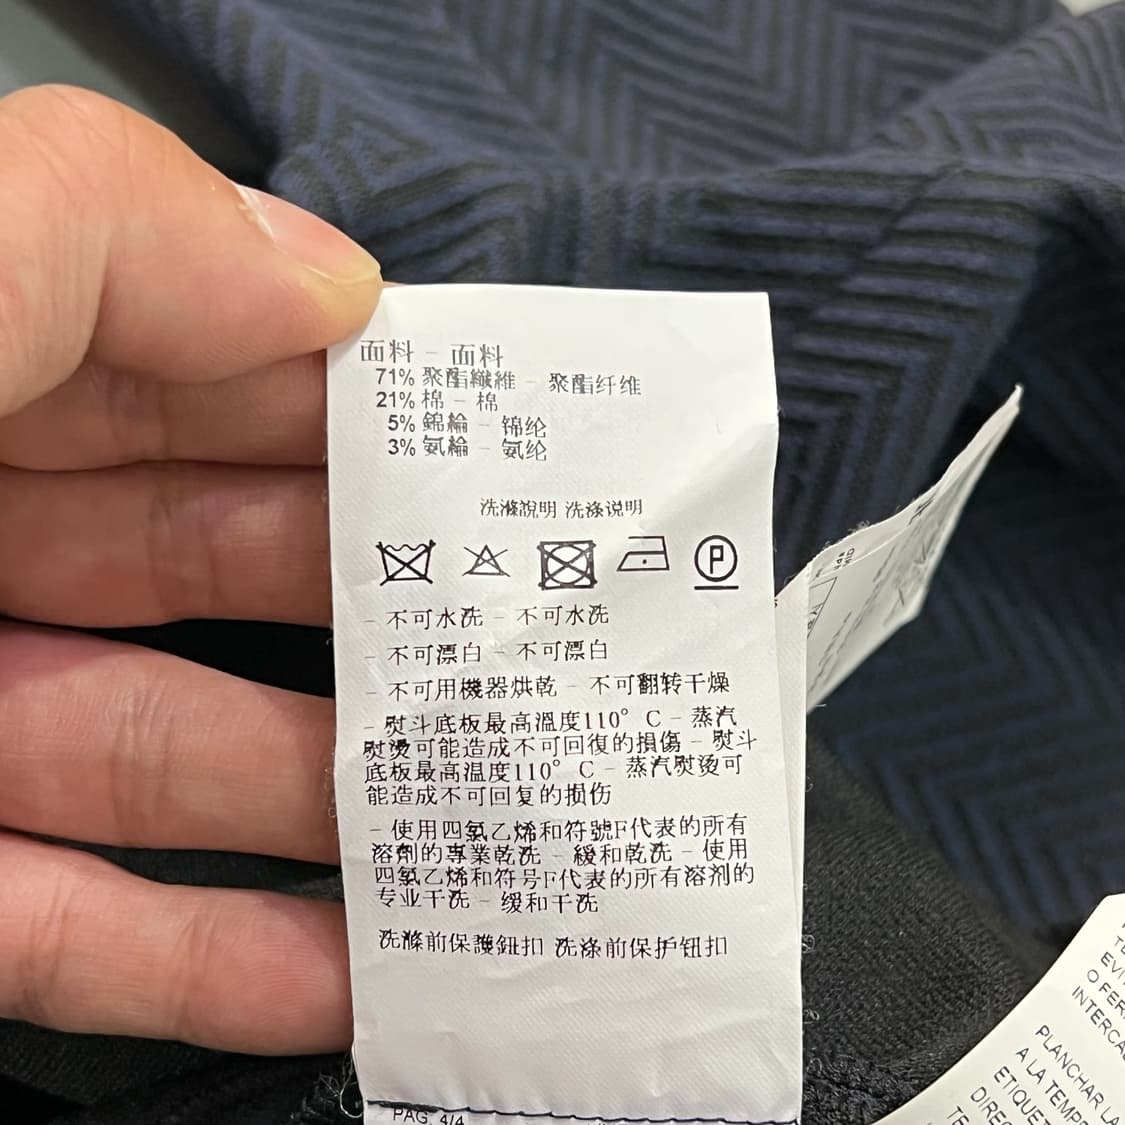 面料 - 面料
71% 聚酯纖維 - 聚酯纤维
21% 棉 - 棉
5% 錦綸 - 锦纶
3% 氨綸 - 氨纶
洗滌說明 洗涤说明
P
- 不可水洗 - 不可水洗
- 不可漂白 - 不可漂白
- 不可用機器烘乾 - 不可翻转干燥
- 熨斗底板最高溫度110° C - 蒸汽
熨燙可能造成不可回復的損傷 - 熨斗
底板最高温度110° C - 蒸汽熨烫可
能造成不可回复的损伤
- 使用四氯乙烯和符號F代表的所有
溶劑的專業乾洗 - 緩和乾洗 - 使用
四氯乙烯和符号F代表的所有溶剂的
专业干洗 - 缓和干洗
洗滌前保護鈕扣 洗涤前保护钮扣
PAG. 4/4
O FER
INTERCA
PLANCHAR LA
A LA TEMP
ETIQUE
DIREC
TE